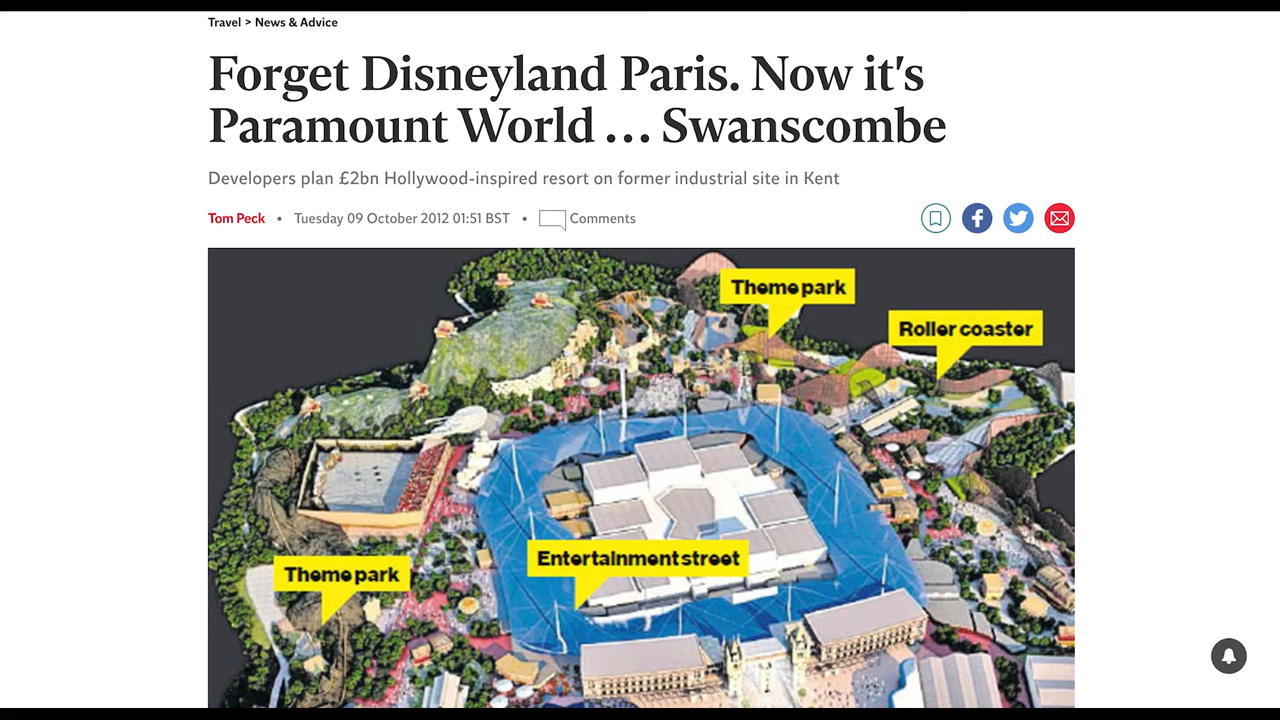 Travel > News & Advice
Forget Disneyland Paris. Now it's
Paramount World ... Swanscombe
Developers plan £2bn Hollywood-inspired resort on former industrial site in Kent
Tom Peck • Tuesday 09 October 2012 01:51 BST • Comments
Theme park
Roller coaster
Entertainment street
Theme park